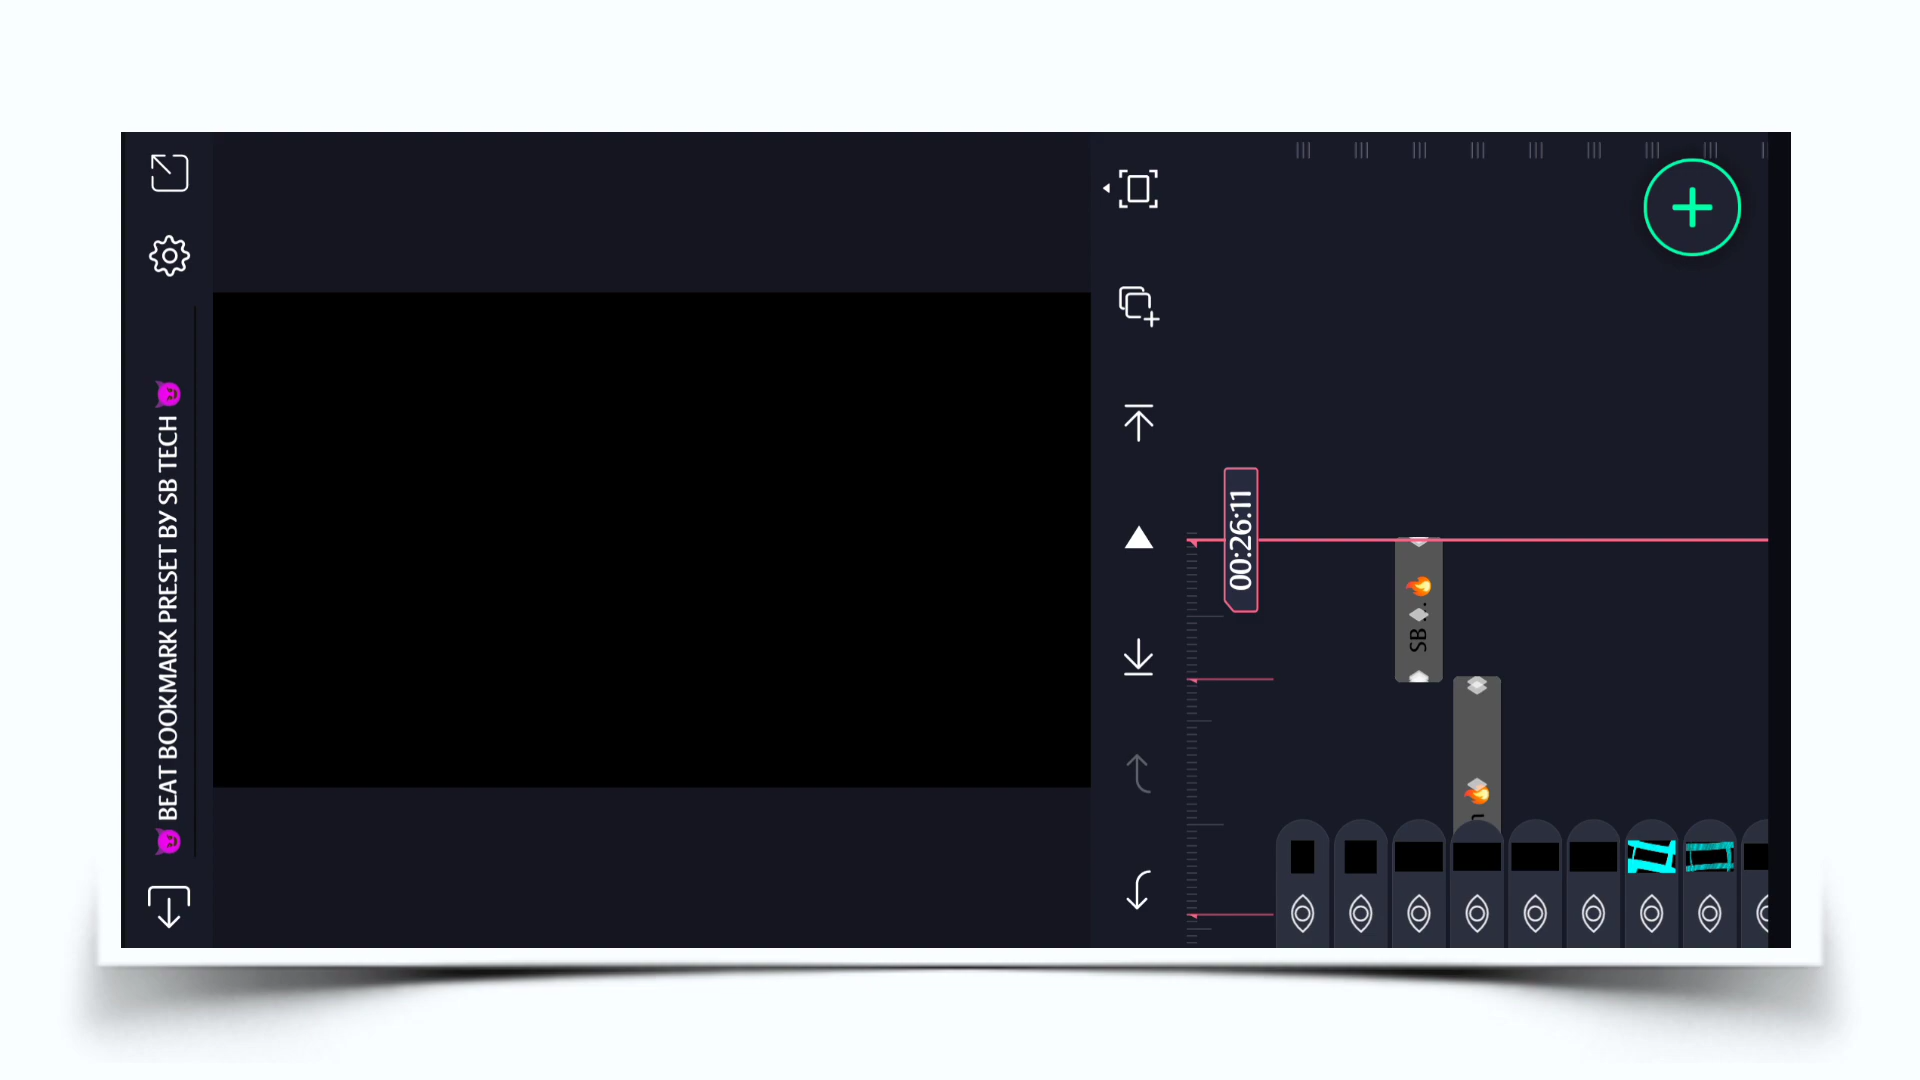 😈 BEAT BOOKMARK PRESET BY SB TECH 😈
00:26:11
SB ... 🔥
n 🔥